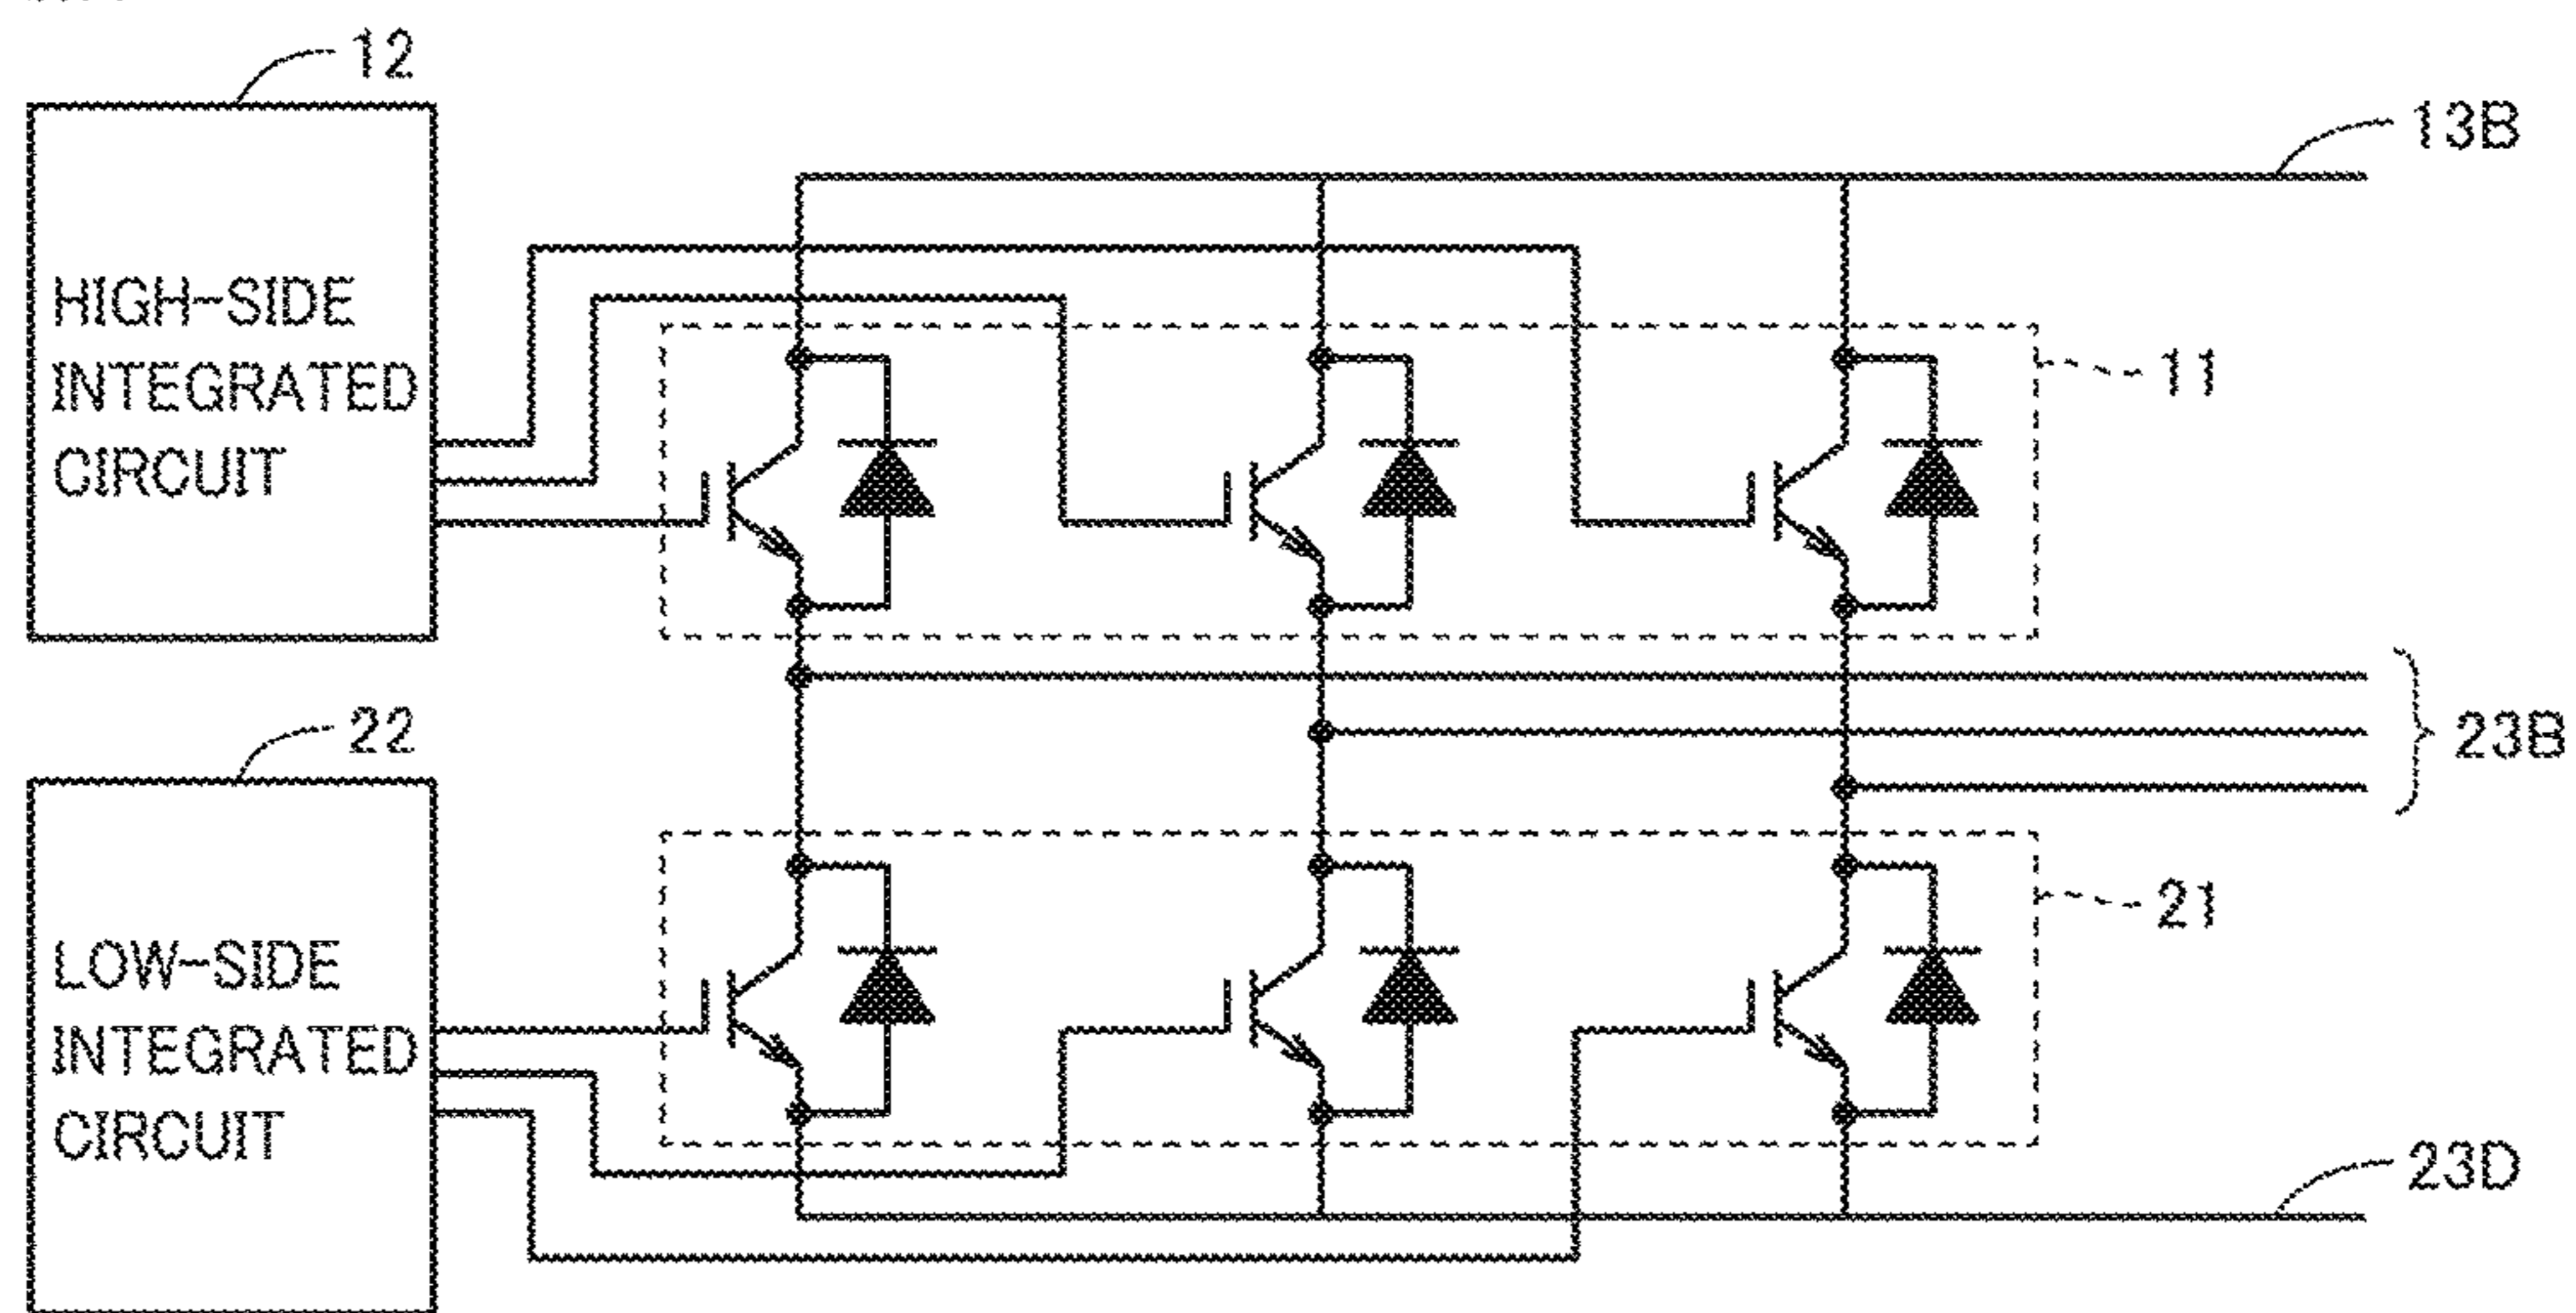 12
13B
HIGH-SIDE
INTEGRATED
CIRCUIT
11
22
23B
21
LOW-SIDE
INTEGRATED
CIRCUIT
23D